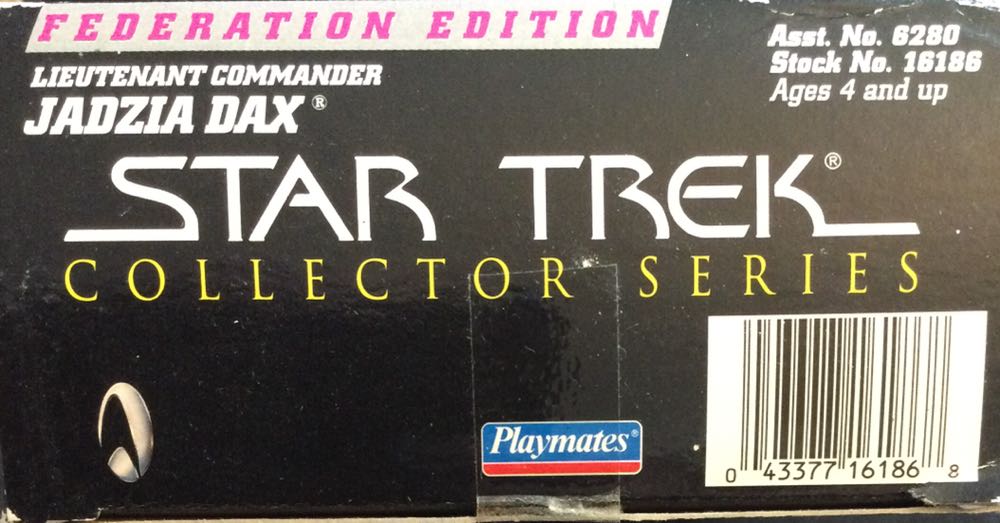 FEDERATION EDITION
LIEUTENANT COMMANDER
JADZIA DAX®
Asst. No. 6280
Stock No. 16186
Ages 4 and up
STAR TREK®
COLLECTOR SERIES
Playmates®
0 43377 16186 8